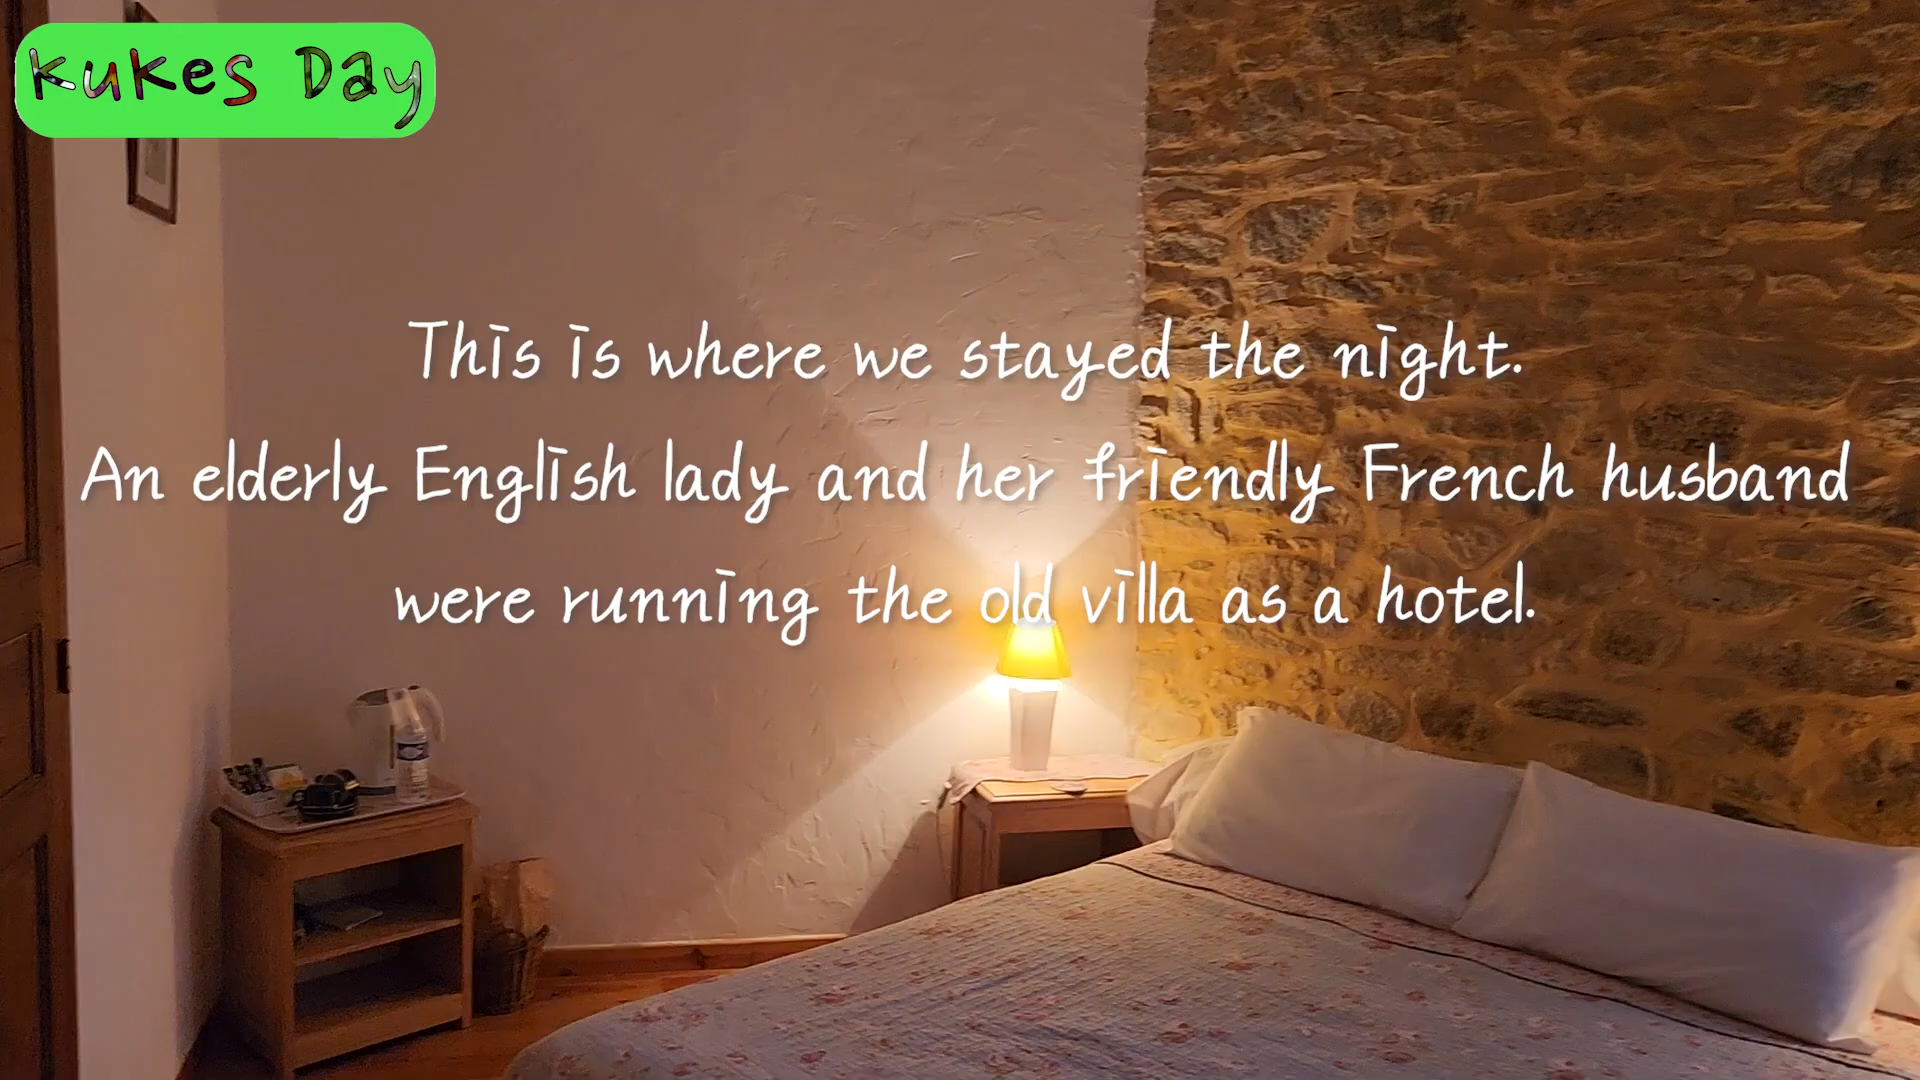 Kukes Day
This is where we stayed the night.
An elderly English lady and her friendly French husband
were running the old villa as a hotel.